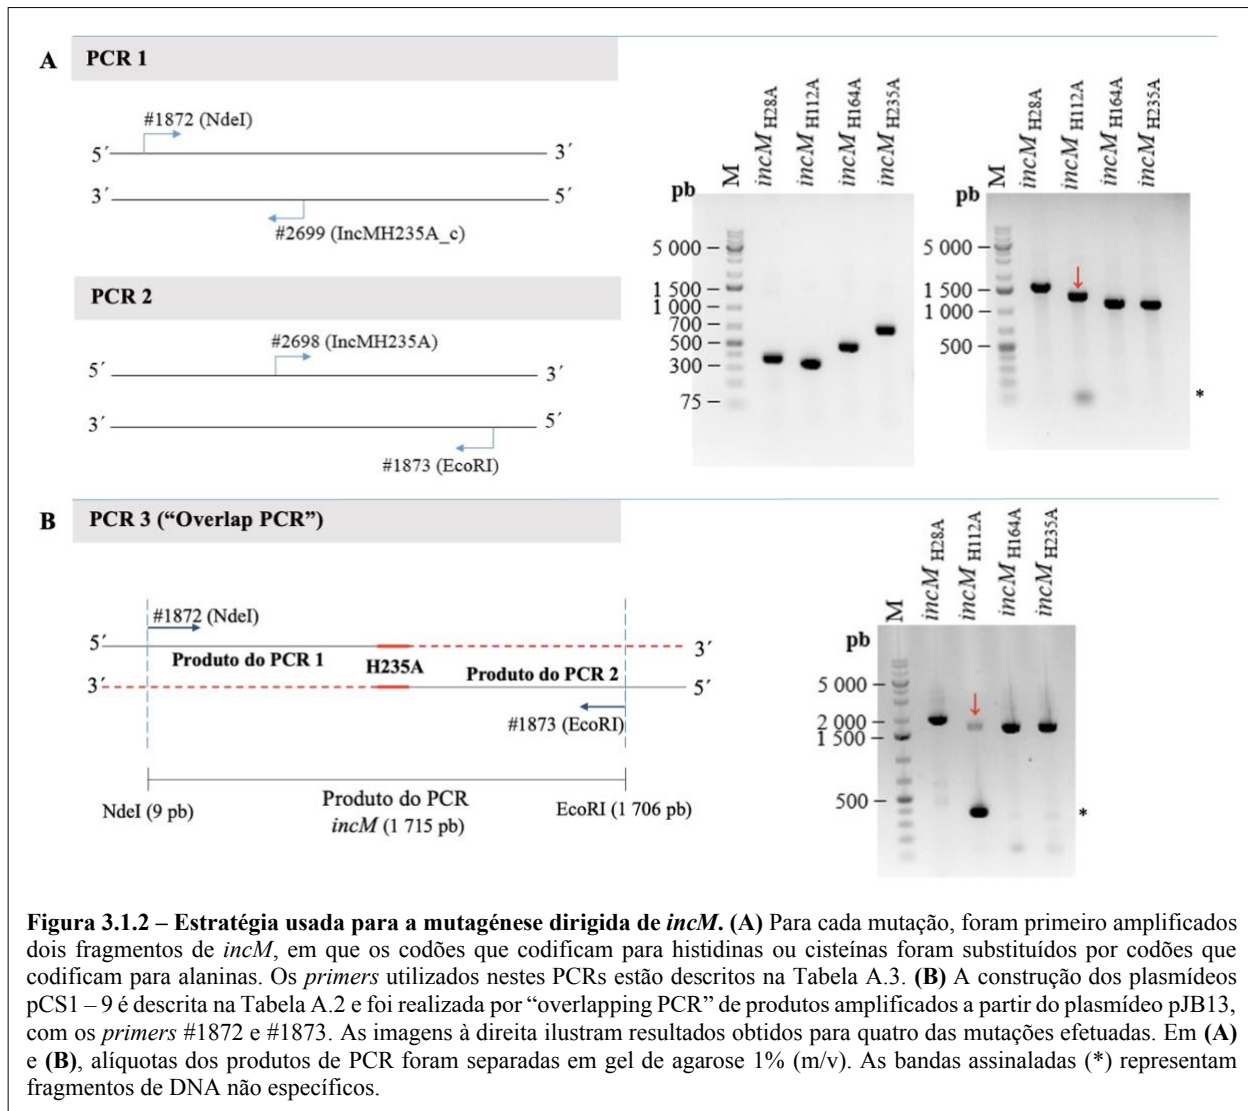 A
PCR 1
#1872 (NdeI)
5´
3´
3´
5´
#2699 (IncMH235A_c)
PCR 2
#2698 (IncMH235A)
5´
3´
3´
5´
#1873 (EcoRI)
pb
M
incM H28A
incM H112A
incM H164A
incM H235A
5 000
1 500
1 000
700
500
300
75
pb
M
incM H28A
incM H112A
incM H164A
incM H235A
5 000
1 500
1 000
500
*
B
PCR 3 (“Overlap PCR”)
#1872 (NdeI)
5´
3´
Produto do PCR 1
H235A
Produto do PCR 2
3´
5´
#1873 (EcoRI)
NdeI (9 pb)
Produto do PCR
incM (1 715 pb)
EcoRI (1 706 pb)
pb
M
incM H28A
incM H112A
incM H164A
incM H235A
5 000
2 000
1 500
500
*
Figura 3.1.2 – Estratégia usada para a mutagénese dirigida de incM. (A) Para cada mutação, foram primeiro amplificados
dois fragmentos de incM, em que os codões que codificam para histidinas ou cisteínas foram substituídos por codões que
codificam para alaninas. Os primers utilizados nestes PCRs estão descritos na Tabela A.3. (B) A construção dos plasmídeos
pCS1 – 9 é descrita na Tabela A.2 e foi realizada por “overlapping PCR” de produtos amplificados a partir do plasmídeo pJB13,
com os primers #1872 e #1873. As imagens à direita ilustram resultados obtidos para quatro das mutações efetuadas. Em (A)
e (B), alíquotas dos produtos de PCR foram separadas em gel de agarose 1% (m/v). As bandas assinaladas (*) representam
fragmentos de DNA não específicos.